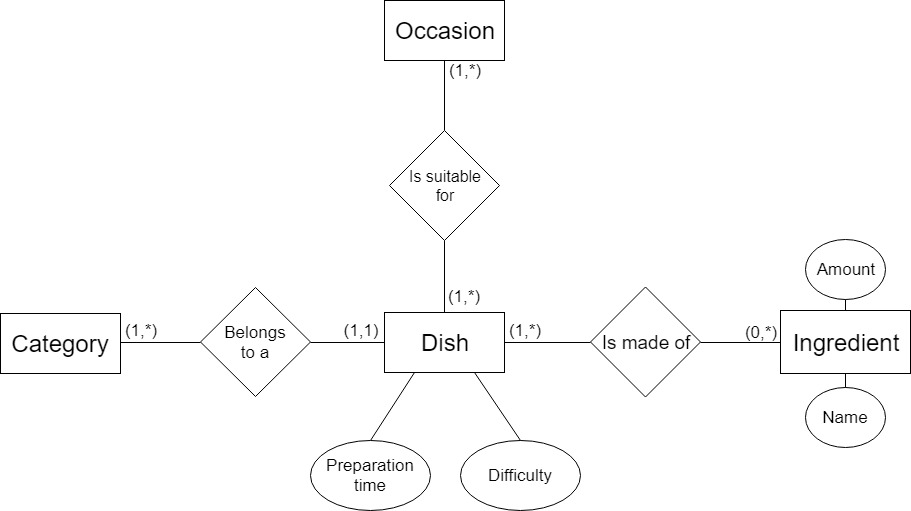 Occasion
(1,*)
Is suitable
for
(1,*)
Amount
Category
(1,*)
Belongs
to a
(1,1)
Dish
(1,*)
Is made of
(0,*)
Ingredient
Name
Preparation
time
Difficulty